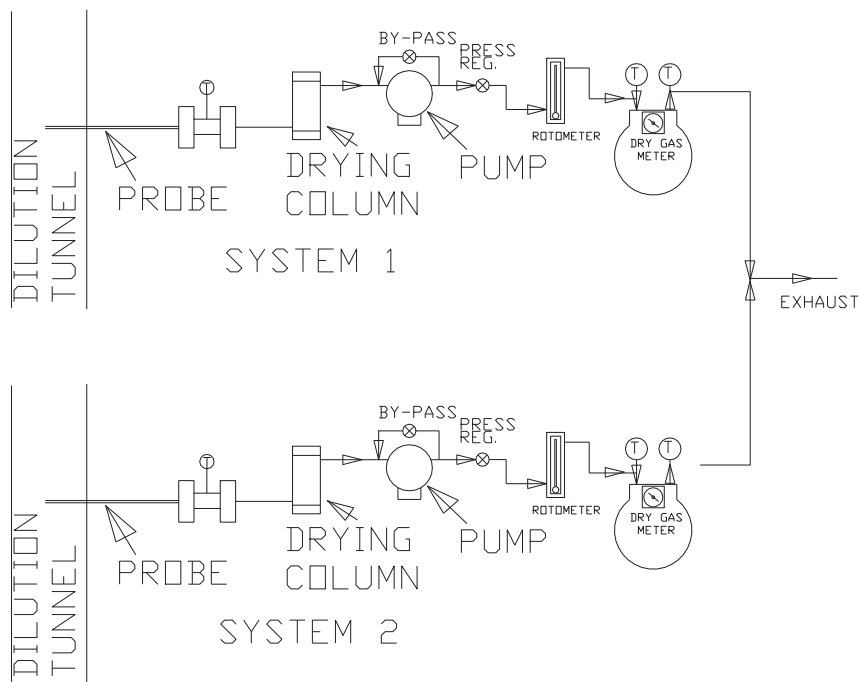 DILUTION
TUNNEL
T
PROBE
DRYING
COLUMN
BY-PASS
PUMP
PRESS
REG.
ROTOMETER
T
T
DRY GAS
METER
SYSTEM 1
EXHAUST
DILUTION
TUNNEL
T
PROBE
DRYING
COLUMN
BY-PASS
PUMP
PRESS
REG.
ROTOMETER
T
T
DRY GAS
METER
SYSTEM 2